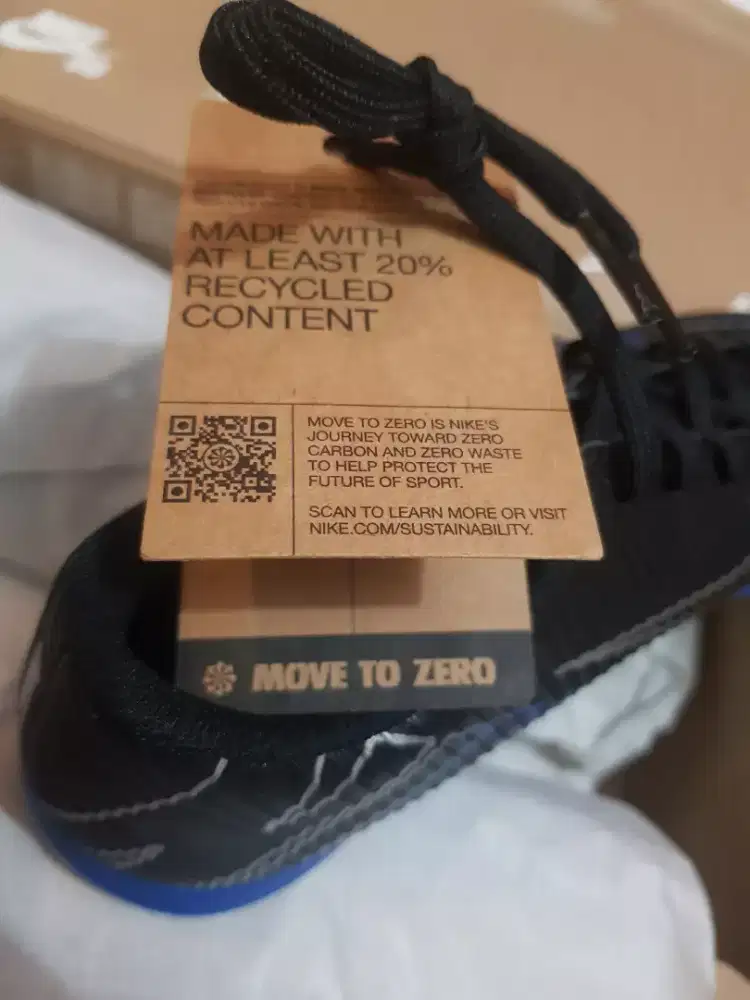 MADE WITH
AT LEAST 20%
RECYCLED
CONTENT
MOVE TO ZERO IS NIKE'S
JOURNEY TOWARD ZERO
CARBON AND ZERO WASTE
TO HELP PROTECT THE
FUTURE OF SPORT.
SCAN TO LEARN MORE OR VISIT
NIKE.COM/SUSTAINABILITY.
MOVE TO ZERO